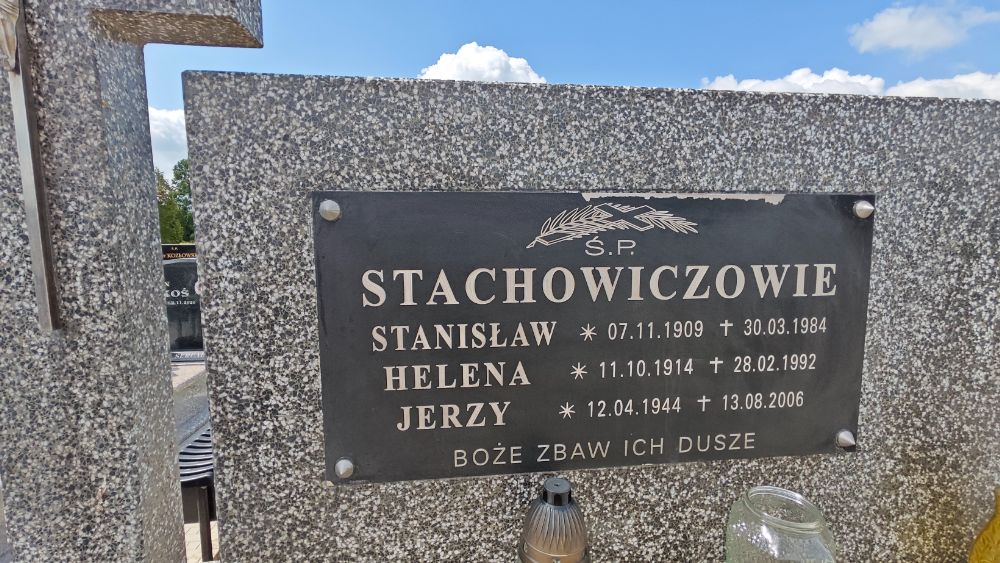 Ś.P.
STACHOWICZOWIE
STANISŁAW * 07.11.1909 ✝ 30.03.1984
HELENA * 11.10.1914 ✝ 28.02.1992
JERZY * 12.04.1944 ✝ 13.08.2006
BOŻE ZBAW ICH DUSZE